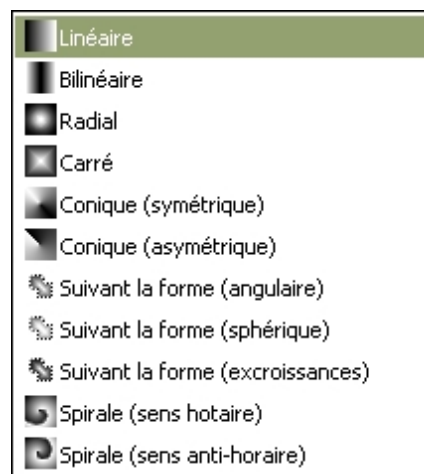 Linéaire
Bilinéaire
Radial
Carré
Conique (symétrique)
Conique (asymétrique)
Suivant la forme (angulaire)
Suivant la forme (sphérique)
Suivant la forme (excroissances)
Spirale (sens hotaire)
Spirale (sens anti-horaire)